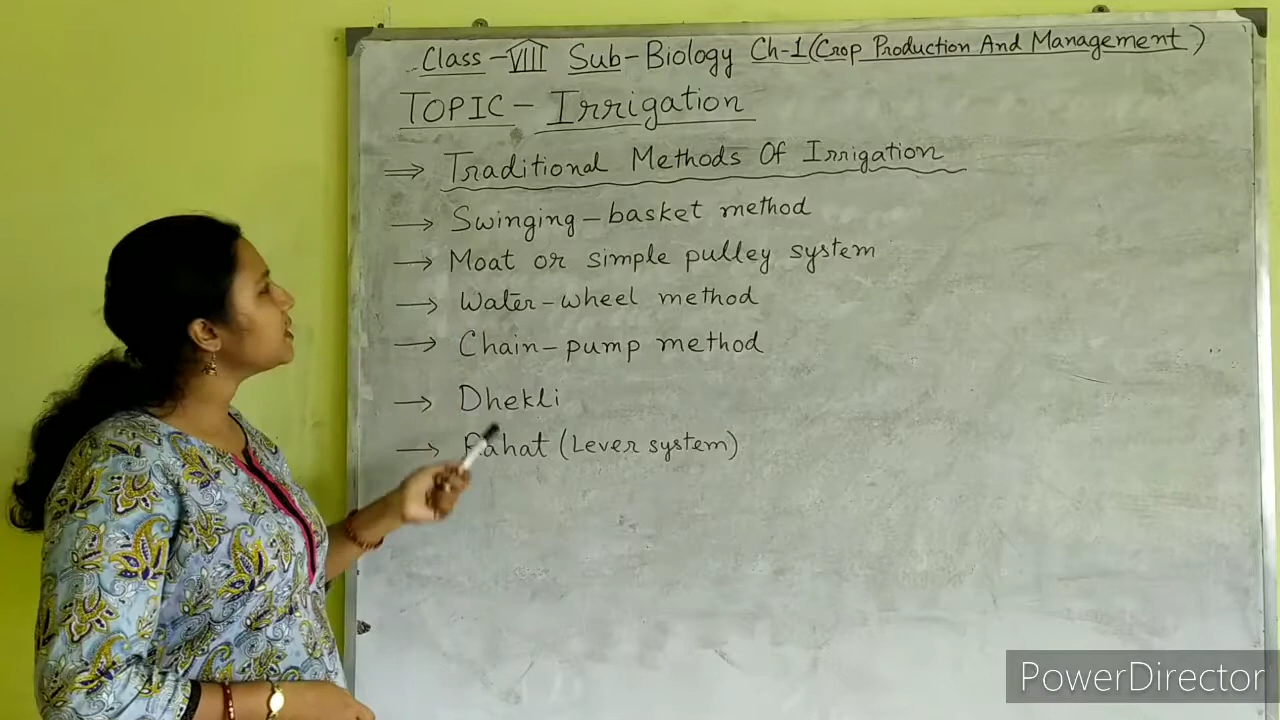 Class-VIII Sub-Biology Ch-1 (Crop Production And Management)
TOPIC - Irrigation
⇒ Traditional Methods Of Irrigation
→ Swinging-basket method
→ Moat or simple pulley system
→ Water-wheel method
→ Chain-pump method
→ Dhekli
→ Rahat (Lever system)
PowerDirector